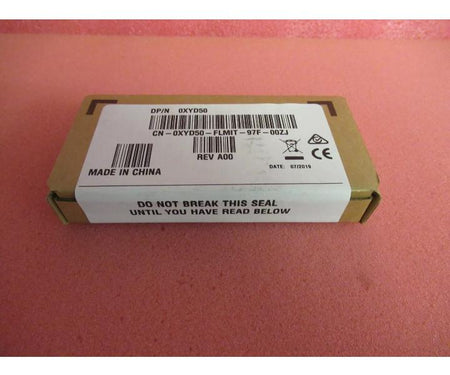 DP/N 0XYD50
CN-0XYD50-FLMIT-97F-00ZJ
REV A00
MADE IN CHINA
CE
DATE: 07/2015
DO NOT BREAK THIS SEAL
UNTIL YOU HAVE READ BELOW